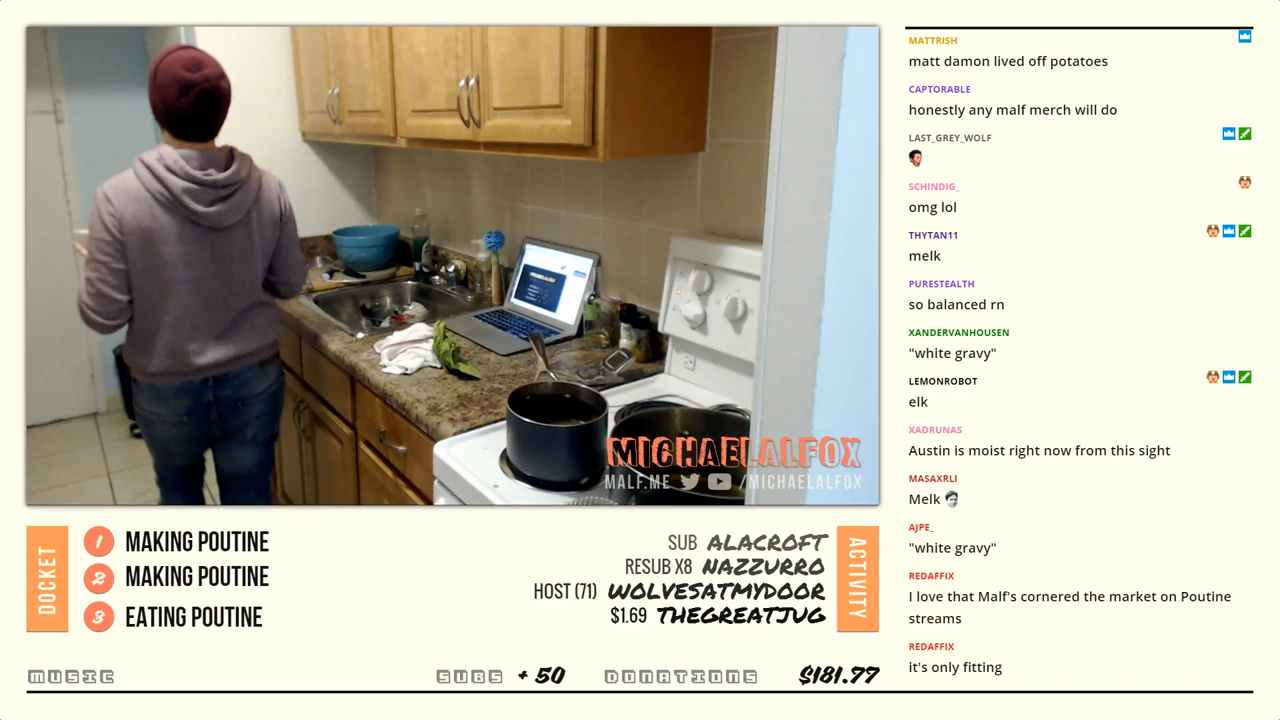 MATTRISH
matt damon lived off potatoes
CAPTORABLE
honestly any malf merch will do
LAST_GREY_WOLF
SCHINDIG_
omg lol
THYTAN11
melk
PURESTEALTH
so balanced rn
XANDERVANHOUSEN
"white gravy"
LEMONROBOT
elk
XADRUNAS
Austin is moist right now from this sight
MASAXRLI
Melk
AJPE_
"white gravy"
REDAFFIX
I love that Malf's cornered the market on Poutine
streams
REDAFFIX
it's only fitting
MICHAELALFOX
MALF.ME /MICHAELALFOX
DOCKET
1 MAKING POUTINE
2 MAKING POUTINE
3 EATING POUTINE
SUB ALACROFT
RESUB X8 NAZZURRO
HOST (71) WOLVESATMYDOOR
$1.69 THEGREATJUG
ACTIVITY
MUSIC
SUBS + 50
DONATIONS $181.77